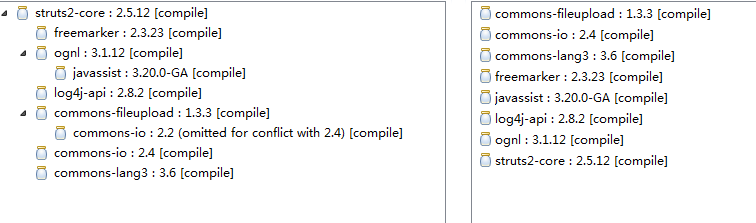 struts2-core : 2.5.12 [compile]
freemarker : 2.3.23 [compile]
ognl : 3.1.12 [compile]
javassist : 3.20.0-GA [compile]
log4j-api : 2.8.2 [compile]
commons-fileupload : 1.3.3 [compile]
commons-io : 2.2 (omitted for conflict with 2.4) [compile]
commons-io : 2.4 [compile]
commons-lang3 : 3.6 [compile]
commons-fileupload : 1.3.3 [compile]
commons-io : 2.4 [compile]
commons-lang3 : 3.6 [compile]
freemarker : 2.3.23 [compile]
javassist : 3.20.0-GA [compile]
log4j-api : 2.8.2 [compile]
ognl : 3.1.12 [compile]
struts2-core : 2.5.12 [compile]